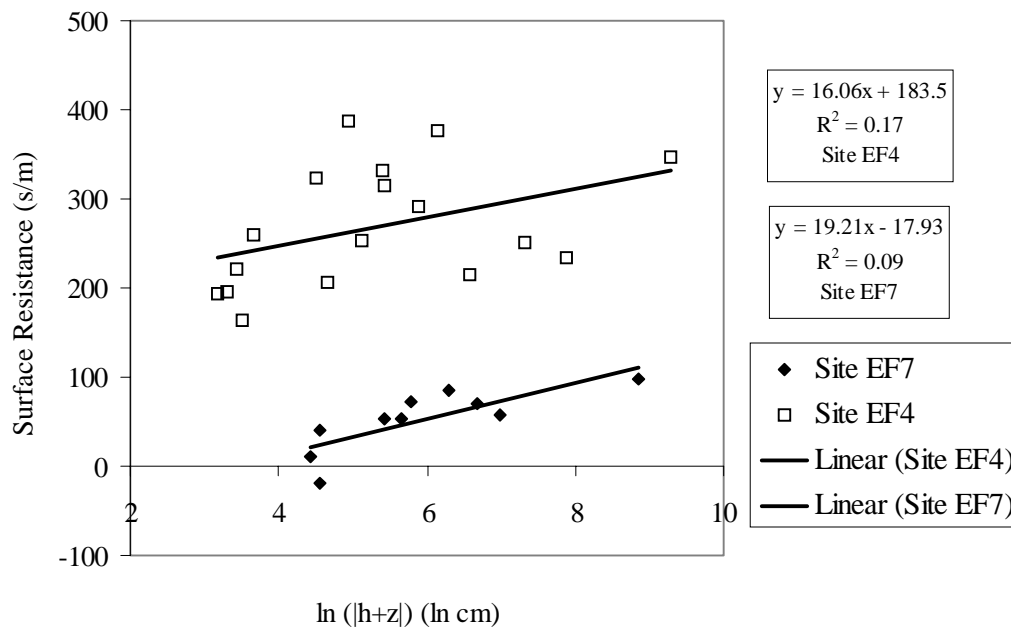 500
400
300
200
100
0
-100
2 4 6 8 10
Surface Resistance (s/m)
ln (|h+z|) (ln cm)
y = 16.06x + 183.5
R² = 0.17
Site EF4
y = 19.21x - 17.93
R² = 0.09
Site EF7
Site EF7
Site EF4
Linear (Site EF4)
Linear (Site EF7)